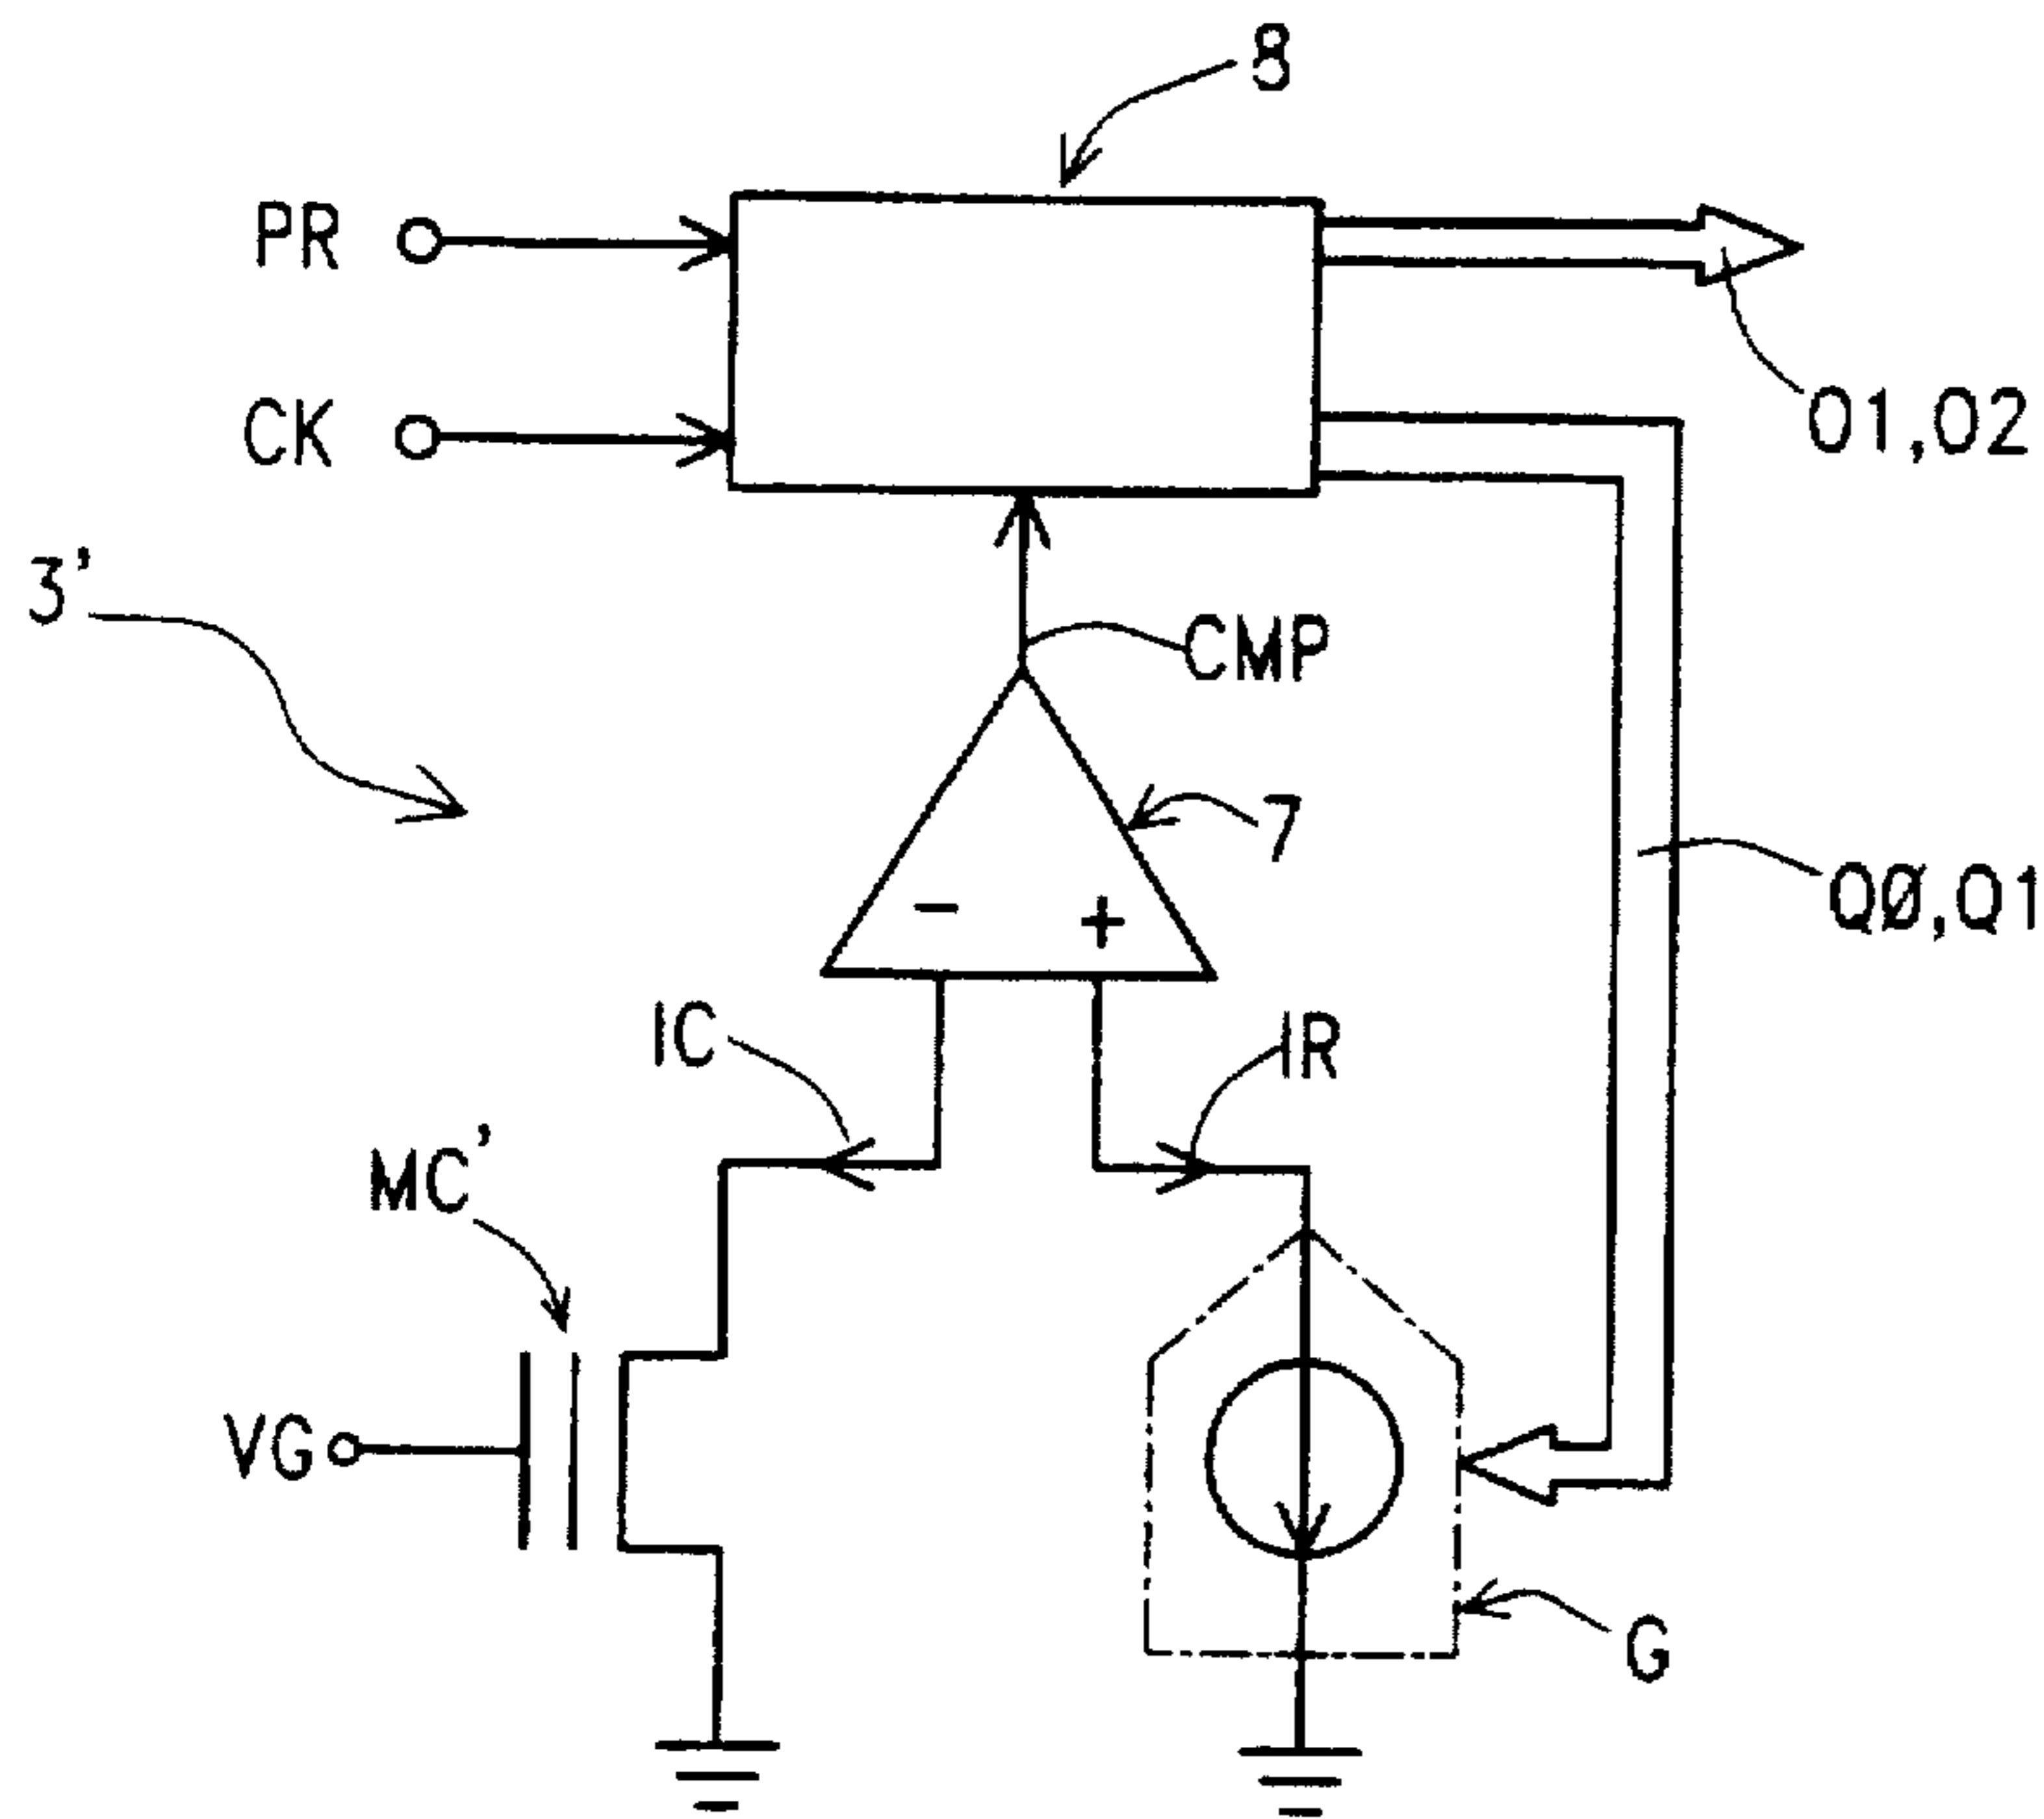 8
PR
CK
O1,O2
3'
CMP
7
Q0̸,Q1
-
+
IC
IR
MC'
VG
G